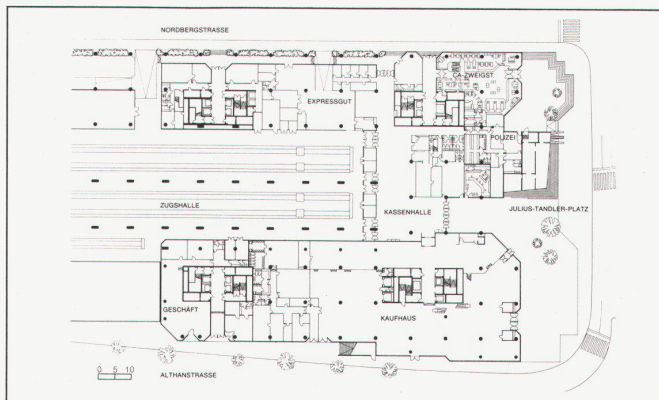 NORDBERGSTRASSE
CA-ZWEIGST
EXPRESSGUT
POLIZEI
ZUGSHALLE
KASSENHALLE
JULIUS-TANDLER-PLATZ
GESCHÄFT
KAUFHAUS
0 5 10
ALTHANSTRASSE